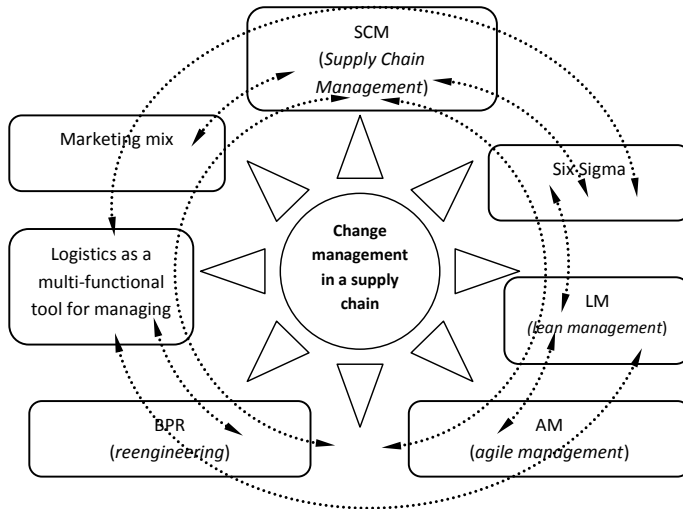 SCM
(Supply Chain
Management)
Marketing mix
Six Sigma
Change
management
in a supply
chain
Logistics as a
multi-functional
tool for managing
LM
(lean management)
BPR
(reengineering)
AM
(agile management)